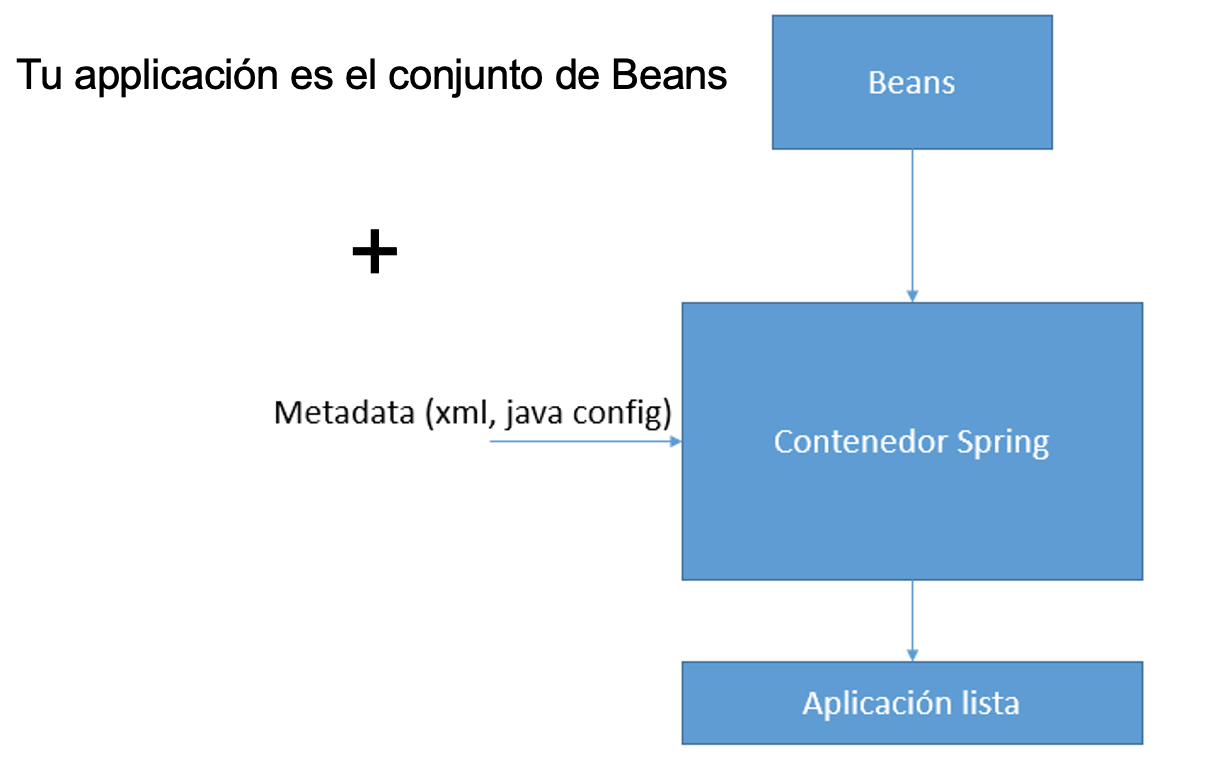 Tu applicación es el conjunto de Beans
Beans
+
Metadata (xml, java config)
Contenedor Spring
Aplicación lista